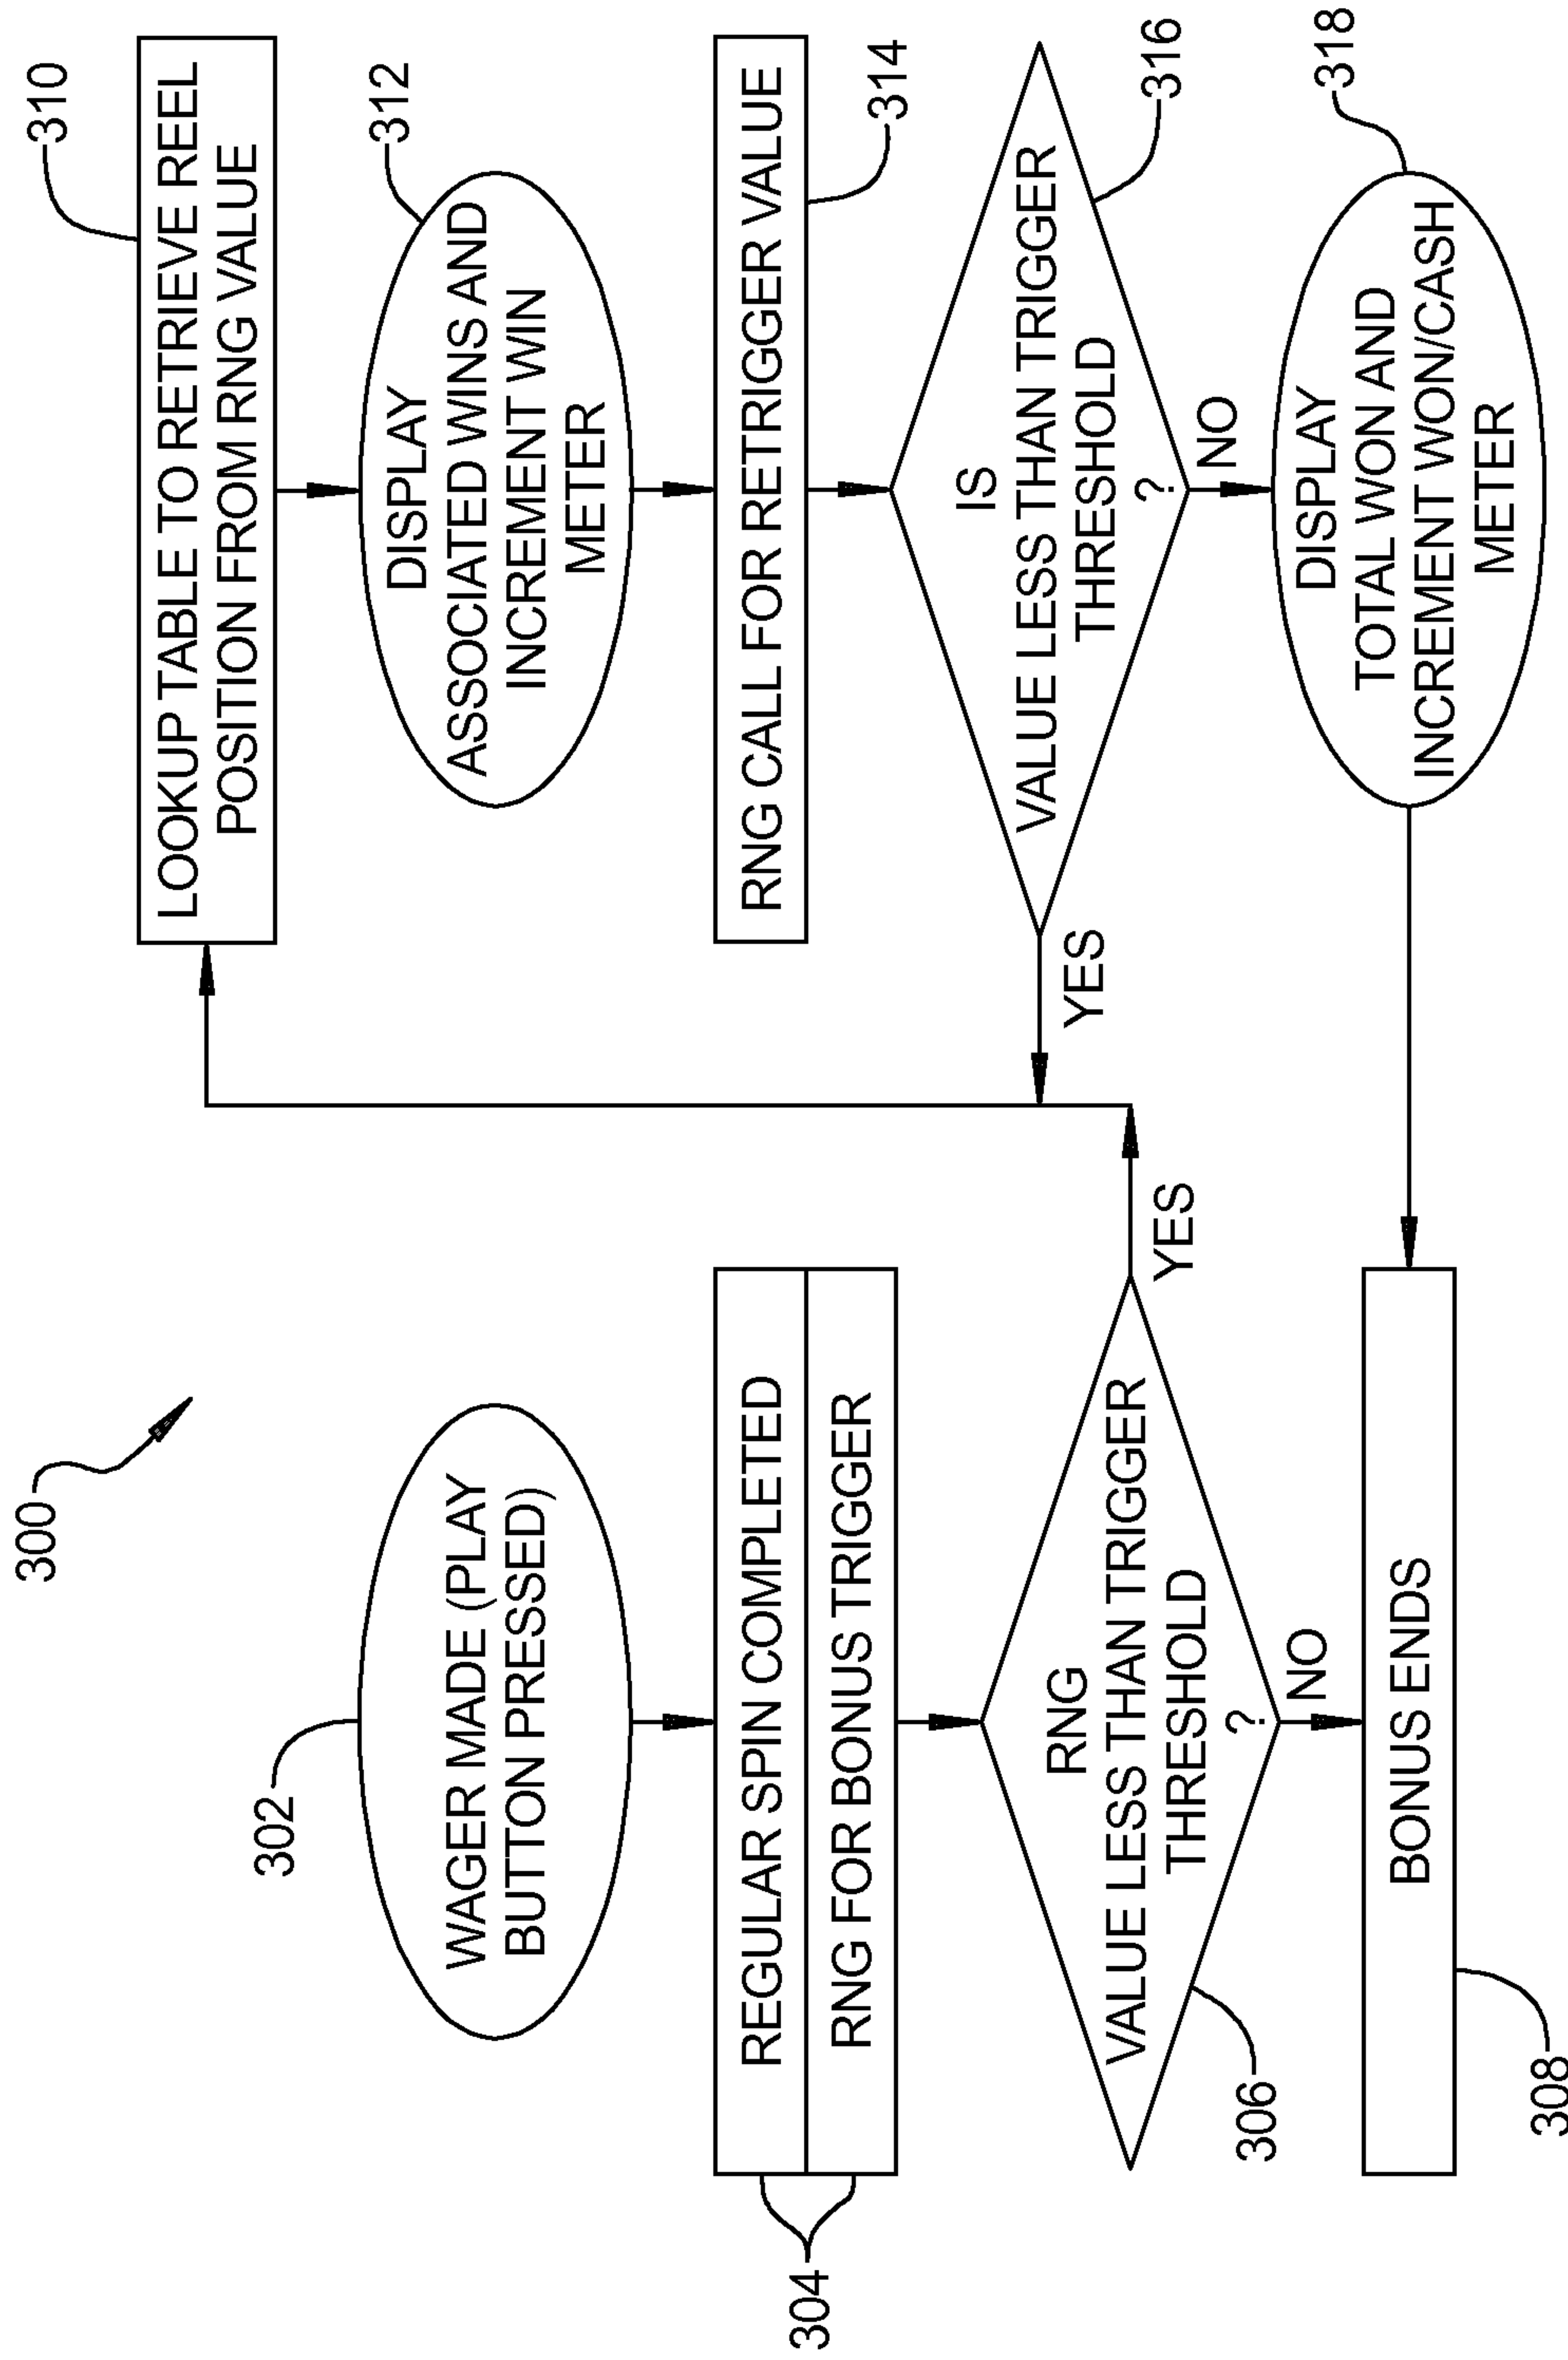 300
302
WAGER MADE (PLAY
BUTTON PRESSED)
304
REGULAR SPIN COMPLETED
RNG FOR BONUS TRIGGER
RNG
VALUE LESS THAN TRIGGER
THRESHOLD
?
306
YES
NO
BONUS ENDS
308
310
LOOKUP TABLE TO RETRIEVE REEL
POSITION FROM RNG VALUE
312
DISPLAY
ASSOCIATED WINS AND
INCREMENT WIN
METER
RNG CALL FOR RETRIGGER VALUE
314
IS
VALUE LESS THAN TRIGGER
THRESHOLD
?
316
YES
NO
318
DISPLAY
TOTAL WON AND
INCREMENT WON/CASH
METER